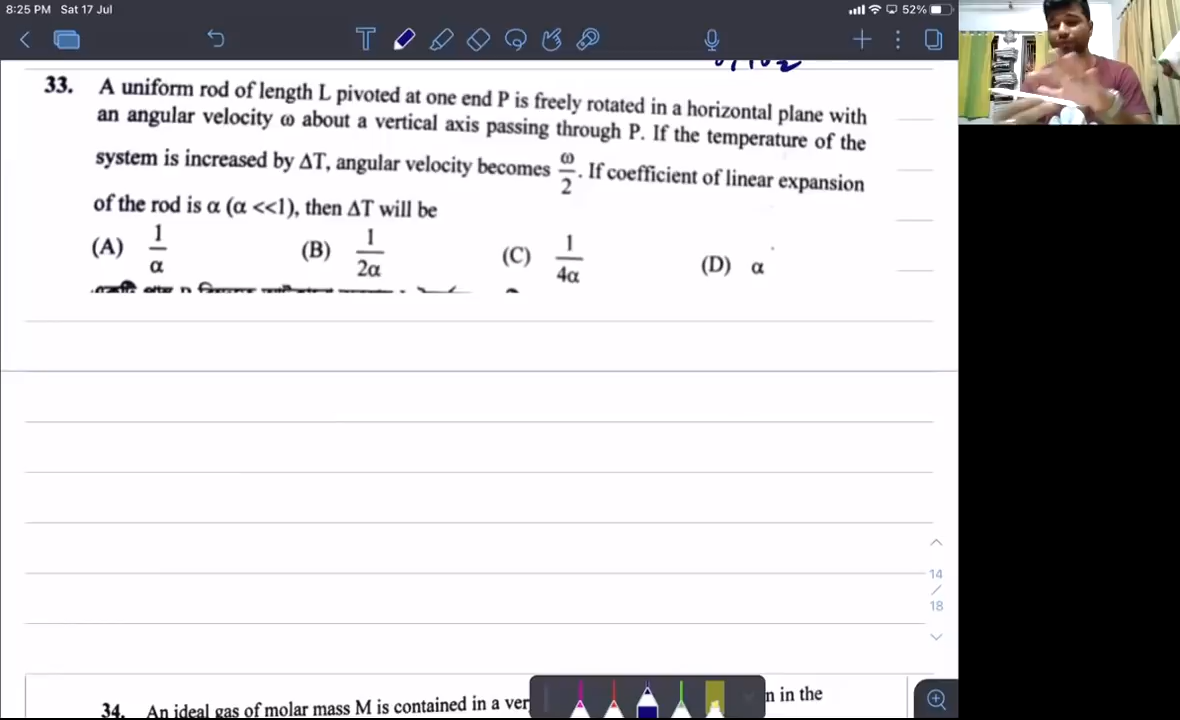 8:25 PM Sat 17 Jul
52%
T
33. A uniform rod of length L pivoted at one end P is freely rotated in a horizontal plane with
an angular velocity ω about a vertical axis passing through P. If the temperature of the
system is increased by ΔT, angular velocity becomes ω/2. If coefficient of linear expansion
of the rod is α (α <<1), then ΔT will be
(A) 1/α (B) 1/2α (C) 1/4α (D) α
14
/
18
34. An ideal gas of molar mass M is contained in a ver
n in the